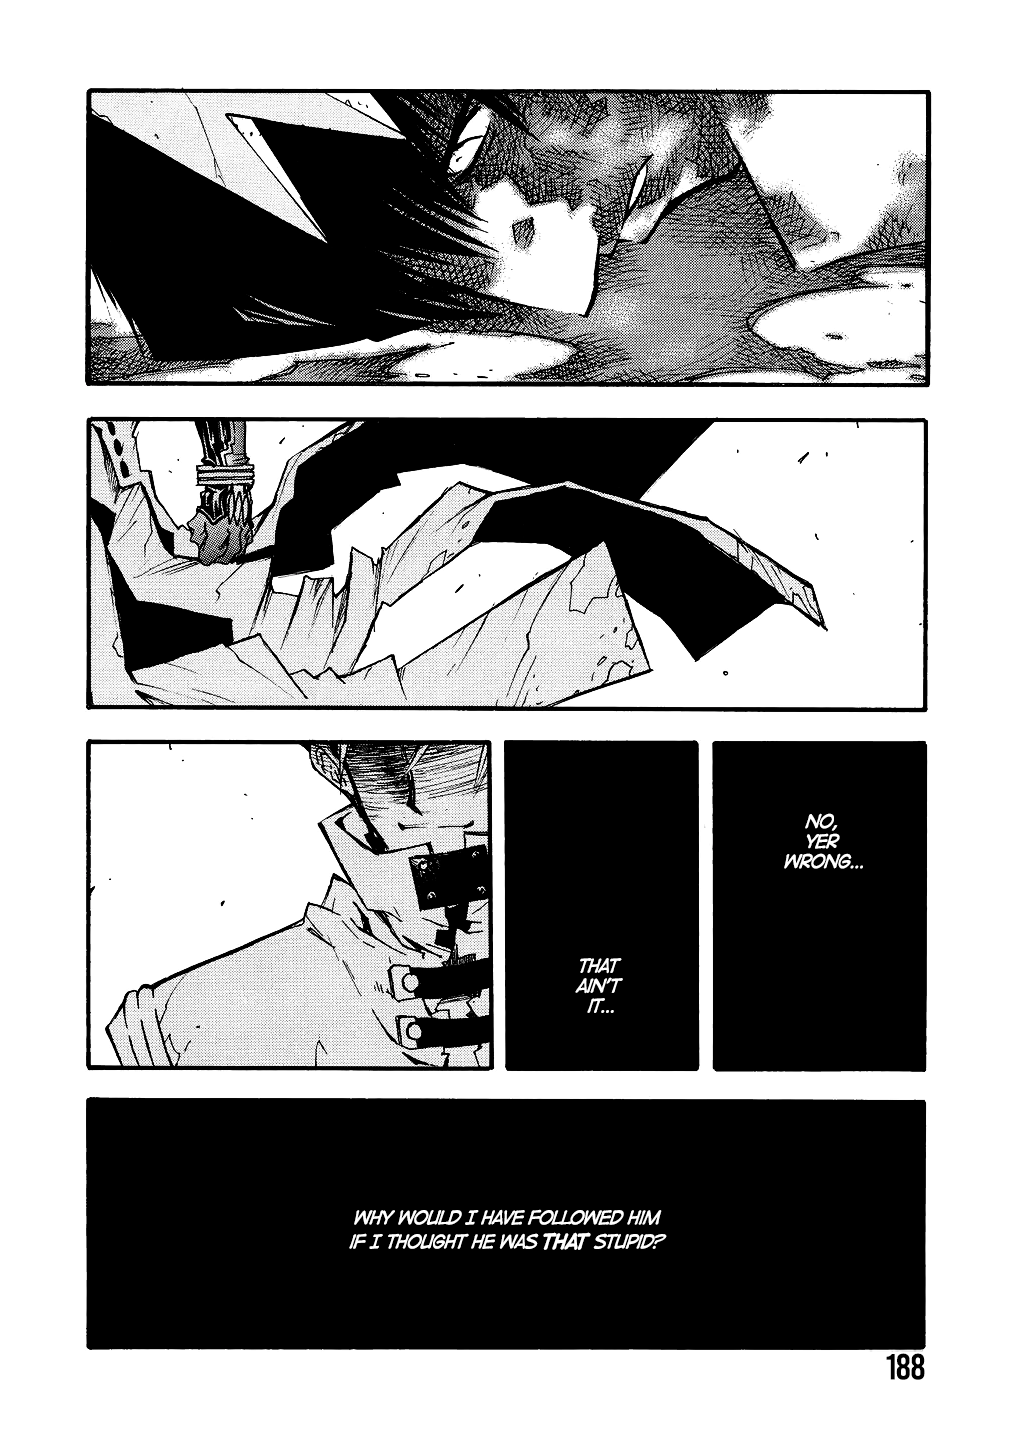 NO,
YER
WRONG...
THAT
AIN'T
IT...
WHY WOULD I HAVE FOLLOWED HIM
IF I THOUGHT HE WAS THAT STUPID?
188